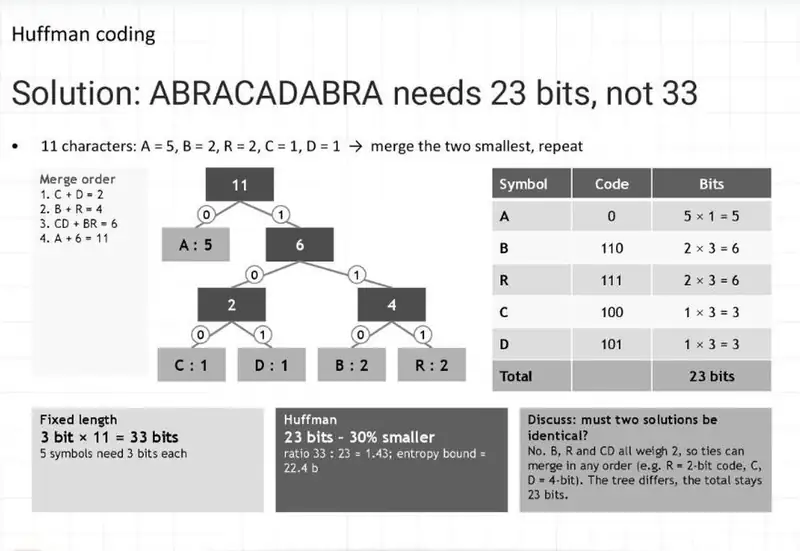 Huffman coding
Solution: ABRACADABRA needs 23 bits, not 33
• 11 characters: A = 5, B = 2, R = 2, C = 1, D = 1 → merge the two smallest, repeat
Merge order
1. C + D = 2
2. B + R = 4
3. CD + BR = 6
4. A + 6 = 11
11
0 1
A : 5 6
0 1
2 4
0 1 0 1
C : 1 D : 1 B : 2 R : 2
Symbol Code Bits
A 0 5 × 1 = 5
B 110 2 × 3 = 6
R 111 2 × 3 = 6
C 100 1 × 3 = 3
D 101 1 × 3 = 3
Total 23 bits
Fixed length
3 bit × 11 = 33 bits
5 symbols need 3 bits each
Huffman
23 bits – 30% smaller
ratio 33 : 23 = 1.43; entropy bound =
22.4 b
Discuss: must two solutions be
identical?
No. B, R and CD all weigh 2, so ties can
merge in any order (e.g. R = 2-bit code, C,
D = 4-bit). The tree differs, the total stays
23 bits.